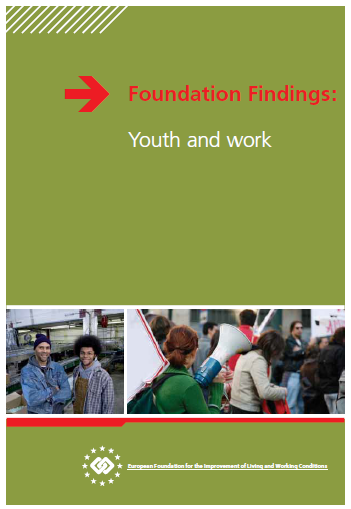 Foundation Findings:
Youth and work
European Foundation for the Improvement of Living and Working Conditions